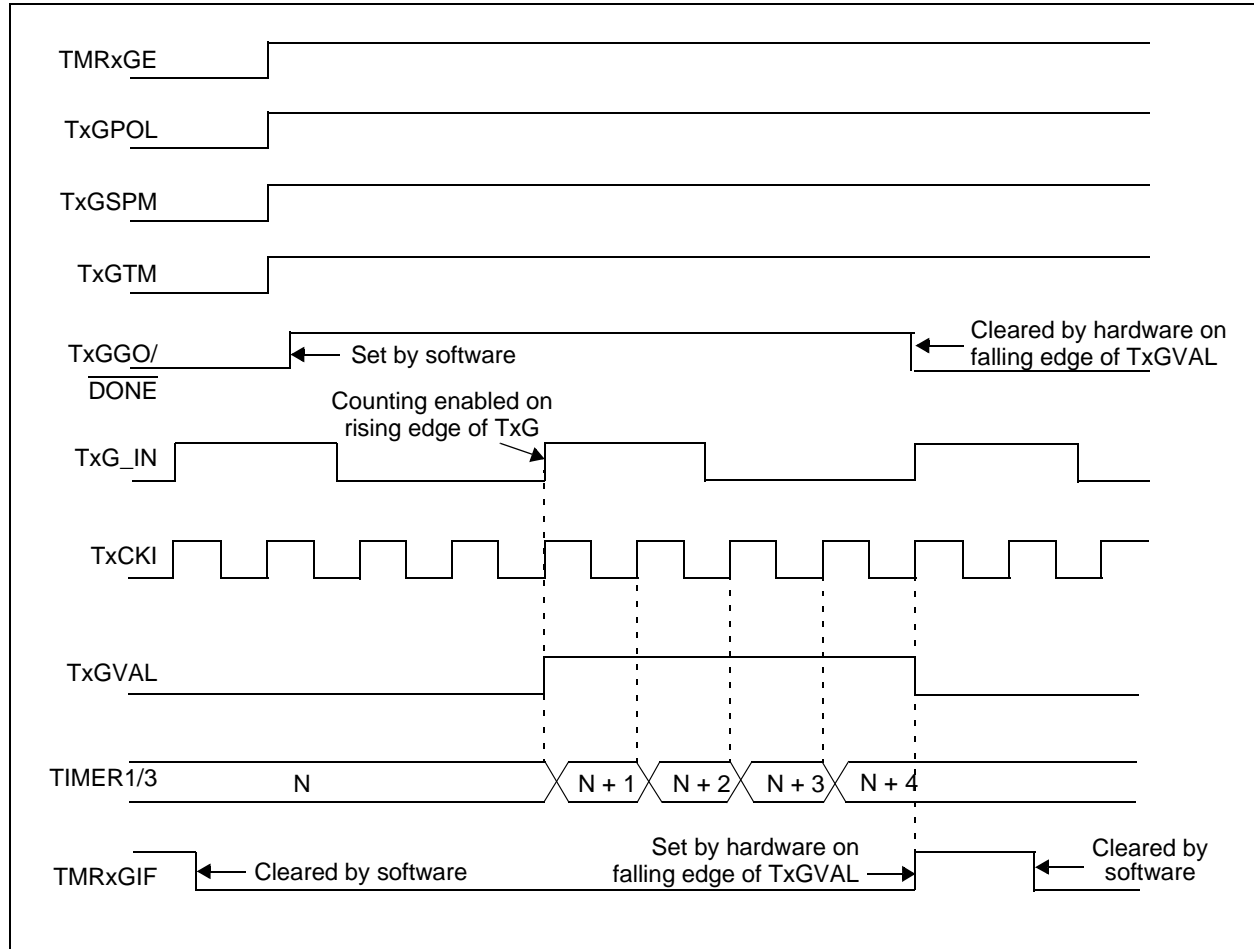 TMRxGE
TxGPOL
TxGSPM
TxGTM
TxGGO/
DONE
Set by software
Cleared by hardware on
falling edge of TxGVAL
Counting enabled on
rising edge of TxG
TxG_IN
TxCKI
TxGVAL
TIMER1/3
N
N + 1
N + 2
N + 3
N + 4
TMRxGIF
Cleared by software
Set by hardware on
falling edge of TxGVAL
Cleared by
software